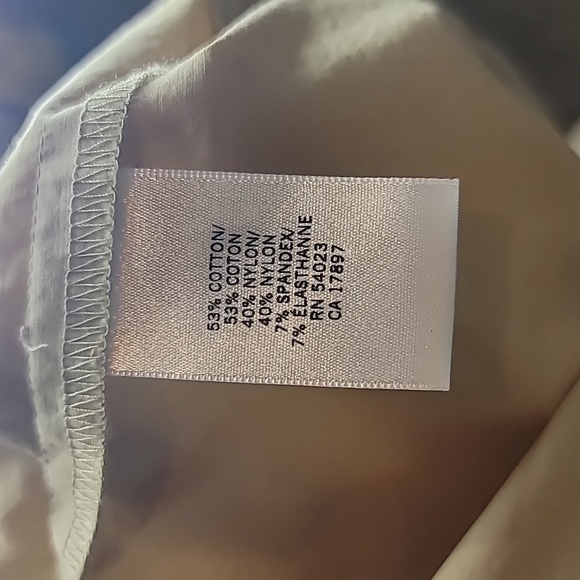 53% COTTON/
53% COTON
40% NYLON/
40% NYLON
7% SPANDEX/
7% ÉLASTHANNE
RN 54023
CA 17897